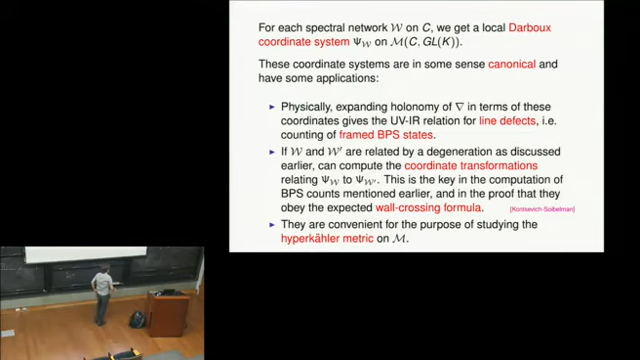 For each spectral network 𝒲 on C, we get a local Darboux
coordinate system Ψ_𝒲 on ℳ(C, GL(K)).
These coordinate systems are in some sense canonical and
have some applications:
▶ Physically, expanding holonomy of ∇ in terms of these
coordinates gives the UV-IR relation for line defects, i.e.
counting of framed BPS states.
▶ If 𝒲 and 𝒲′ are related by a degeneration as discussed
earlier, can compute the coordinate transformations
relating Ψ_𝒲 to Ψ_𝒲′. This is the key in the computation of
BPS counts mentioned earlier, and in the proof that they
obey the expected wall-crossing formula. [Kontsevich-Soibelman]
▶ They are convenient for the purpose of studying the
hyperkähler metric on ℳ.